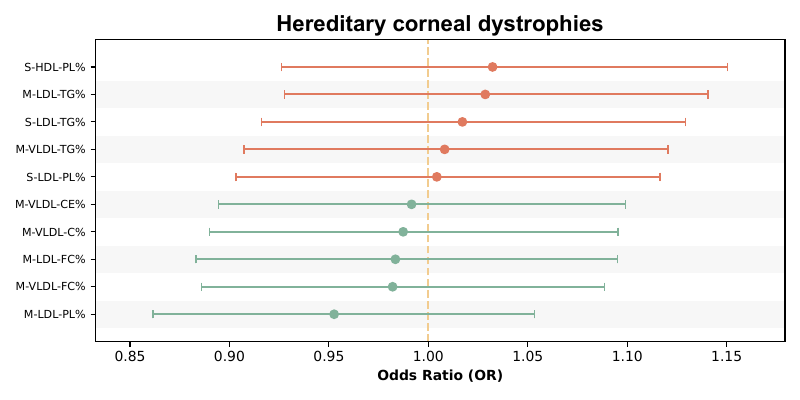 Hereditary corneal dystrophies
S-HDL-PL%
M-LDL-TG%
S-LDL-TG%
M-VLDL-TG%
S-LDL-PL%
M-VLDL-CE%
M-VLDL-C%
M-LDL-FC%
M-VLDL-FC%
M-LDL-PL%
0.85 0.90 0.95 1.00 1.05 1.10 1.15
Odds Ratio (OR)